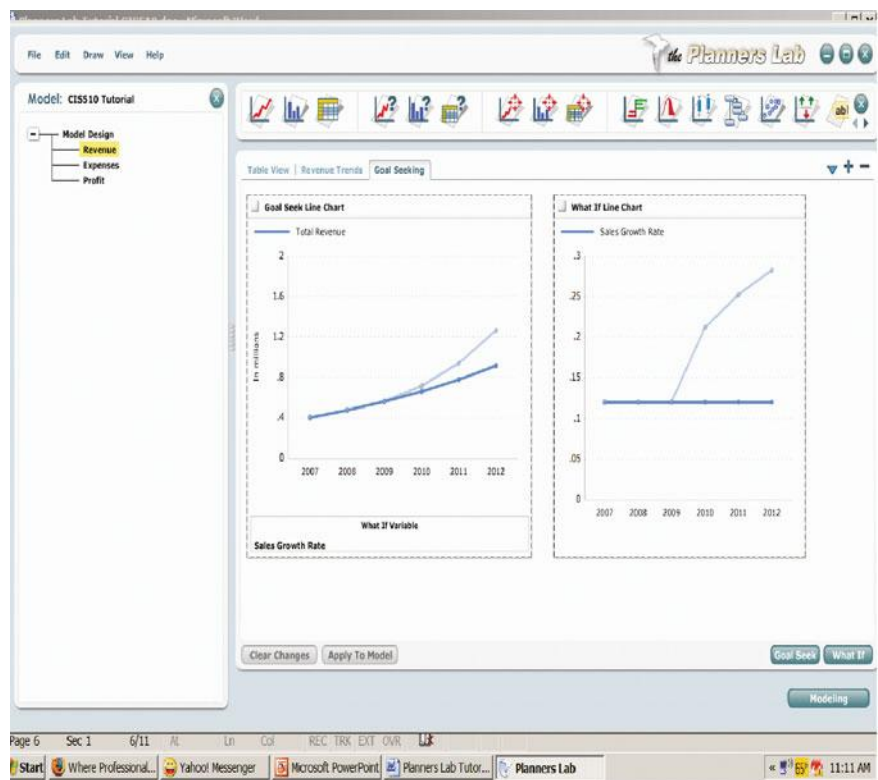 File Edit Draw View Help
the Planners Lab
Model: CIS510 Tutorial
Model Design
Revenue
Expenses
Profit
Table View | Revenue Trends Goal Seeking
Goal Seek Line Chart
Total Revenue
2
1.6
1.2
.8
.4
0
In millions
2007 2008 2009 2010 2011 2012
What If Variable
Sales Growth Rate
What If Line Chart
Sales Growth Rate
.3
.25
.2
.15
.1
.05
0
2007 2008 2009 2010 2011 2012
Clear Changes Apply To Model
Goal Seek What If
Modeling
Page 6 Sec 1 6/11 At Ln Col REC TRK EXT OVR
Start Where Professional... Yahoo! Messenger Microsoft PowerPoint Planners Lab Tutor... Planners Lab « 65° 11:11 AM